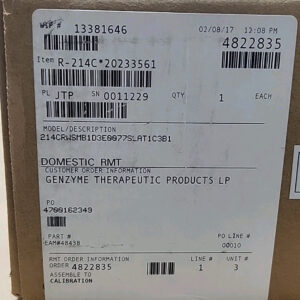 # 13381646 02/08/17 12:08 PM
4822835
Item R-214C*20233561
PL JTP SN 0011229 QTY 1 EACH
MODEL/DESCRIPTION
DOMESTIC RMT
CUSTOMER ORDER INFORMATION
GENZYME THERAPEUTIC PRODUCTS LP
PO
4700162349
PART # PO LINE #
EAM#48438 00010
RMT ORDER INFORMATION LINE # UNIT #
ORDER 4822835 1 3
ASSEMBLE TO
CALIBRATION